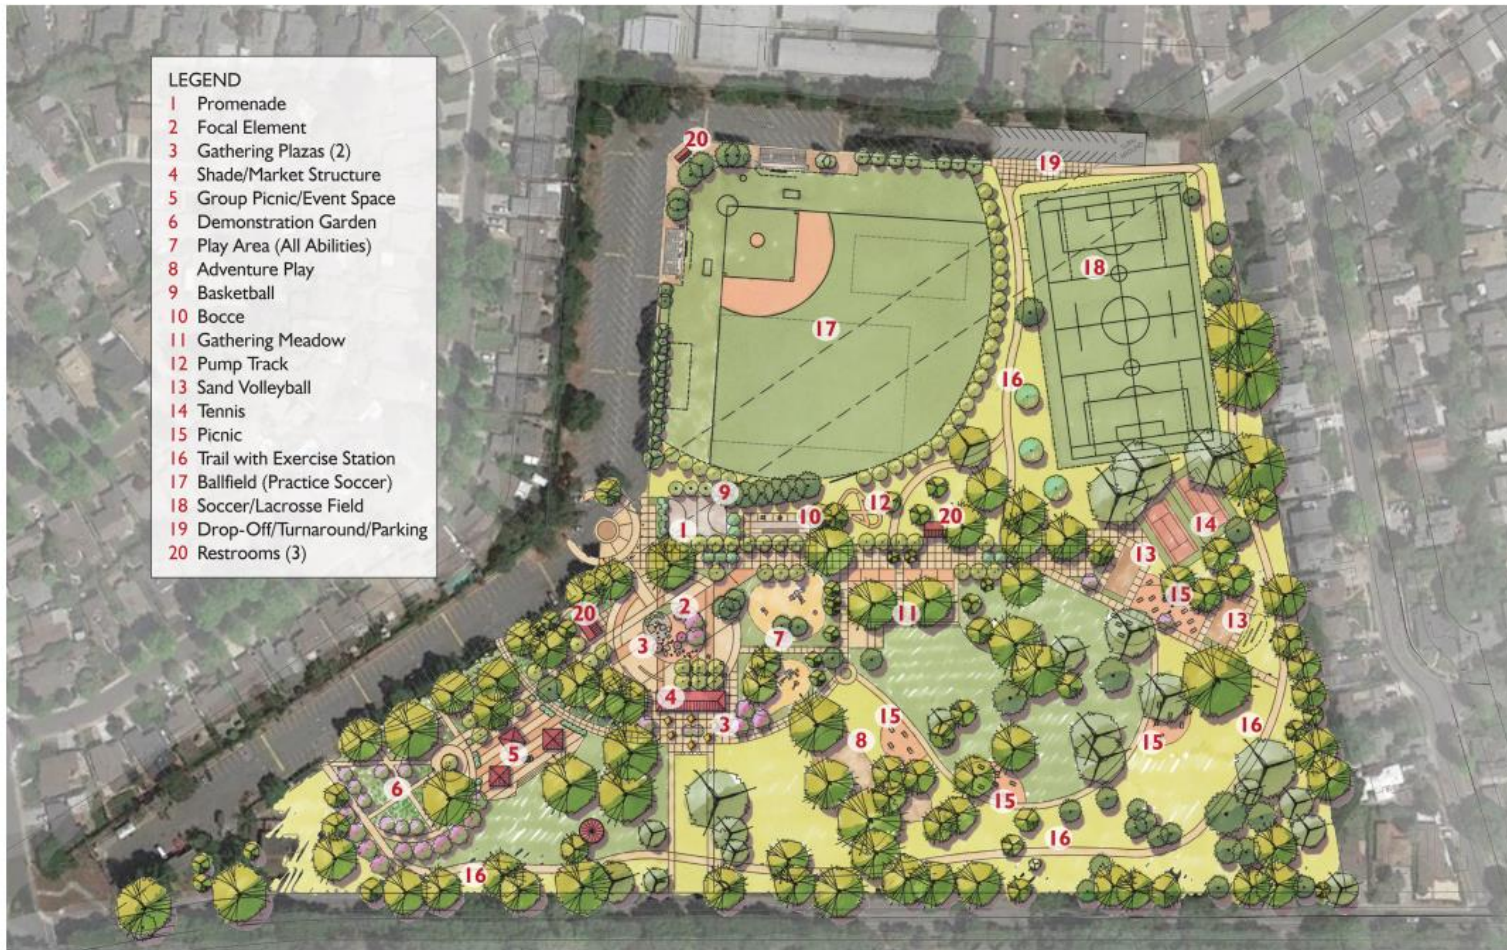 LEGEND
1 Promenade
2 Focal Element
3 Gathering Plazas (2)
4 Shade/Market Structure
5 Group Picnic/Event Space
6 Demonstration Garden
7 Play Area (All Abilities)
8 Adventure Play
9 Basketball
10 Bocce
11 Gathering Meadow
12 Pump Track
13 Sand Volleyball
14 Tennis
15 Picnic
16 Trail with Exercise Station
17 Ballfield (Practice Soccer)
18 Soccer/Lacrosse Field
19 Drop-Off/Turnaround/Parking
20 Restrooms (3)
20
19
18
17
16
9
12
10
20
1
14
13
15
2
20
11
13
3
7
4
15
3
16
8
15
5
6
15
16
16